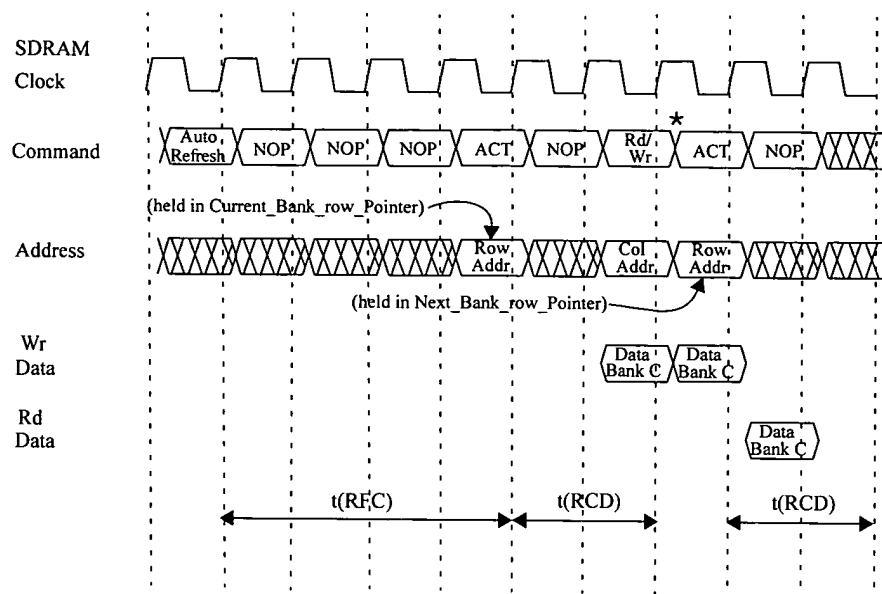 SDRAM
Clock
*
Command
Auto
Refresh
NOP
NOP
NOP
ACT
NOP
Rd/
Wr
ACT
NOP
(held in Current_Bank_row_Pointer)
Address
Row
Addr
Col
Addr
Row
Addr
(held in Next_Bank_row_Pointer)
Wr
Data
Data
Bank C
Data
Bank C
Rd
Data
Data
Bank C
t(RFC)
t(RCD)
t(RCD)